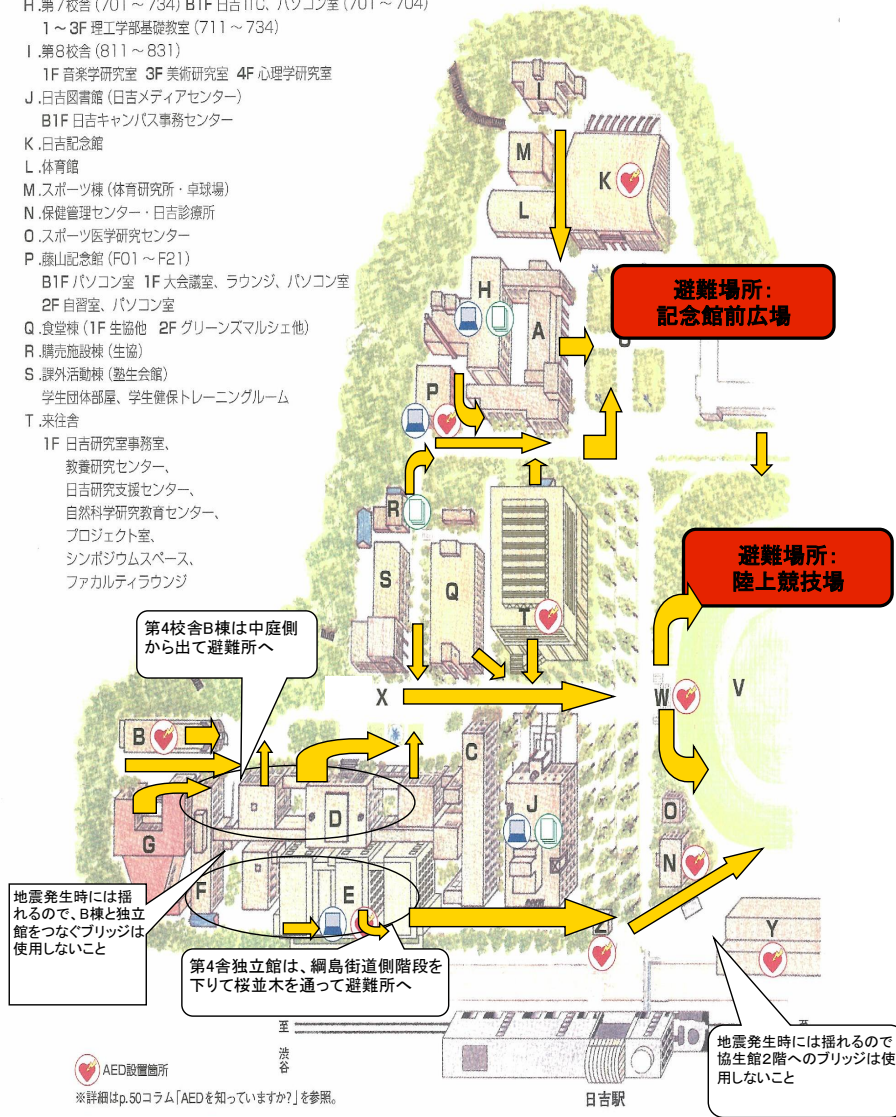 H.第7校舎(701～734) B1F 日吉ITC、パソコン室(701～704)
1～3F 理工学部基礎教室(711～734)
I.第8校舎(811～831)
1F 音楽学研究室 3F 美術研究室 4F 心理学研究室
J.日吉図書館(日吉メディアセンター)
B1F 日吉キャンパス事務センター
K.日吉記念館
L.体育館
M.スポーツ棟(体育研究所・卓球場)
N.保健管理センター・日吉診療所
O.スポーツ医学研究センター
P.藤山記念館(F01～F21)
B1F パソコン室 1F 大会議室、ラウンジ、パソコン室
2F 自習室、パソコン室
Q.食堂棟(1F 生協他 2F グリーンズマルシェ他)
R.購売施設棟(生協)
S.課外活動棟(塾生会館)
学生団体部屋、学生健保トレーニングルーム
T.来往舎
1F 日吉研究室事務室、
教養研究センター、
日吉研究支援センター、
自然科学研究教育センター、
プロジェクト室、
シンポジウムスペース、
ファカルティラウンジ
I
M
K
L
H
A
避難場所：
記念館前広場
P
R
避難場所：
陸上競技場
S
Q
T
第4校舎B棟は中庭側
から出て避難所へ
X
W
V
B
C
D
J
G
O
N
F
E
Z
Y
地震発生時には揺
れるので、B棟と独立
館をつなぐブリッジは
使用しないこと
第4舎独立館は、綱島街道側階段を
下りて桜並木を通って避難所へ
地震発生時には揺れるので
協生館2階へのブリッジは使
用しないこと
至
渋
谷
至
日吉駅
AED設置箇所
※詳細はp.50コラム「AEDを知っていますか?」を参照。